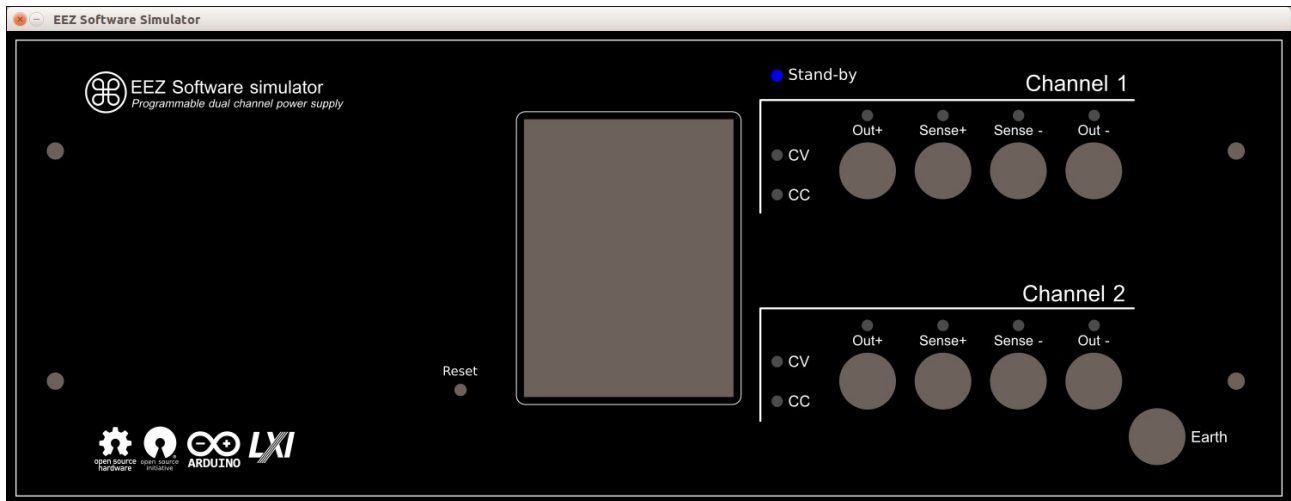 EEZ Software Simulator
EEZ Software simulator
Programmable dual channel power supply
Stand-by
Channel 1
Out+ Sense+ Sense - Out -
CV
CC
Channel 2
Out+ Sense+ Sense - Out -
CV
CC
Reset
Earth
open source
hardware
open source
initiative
ARDUINO
LXI